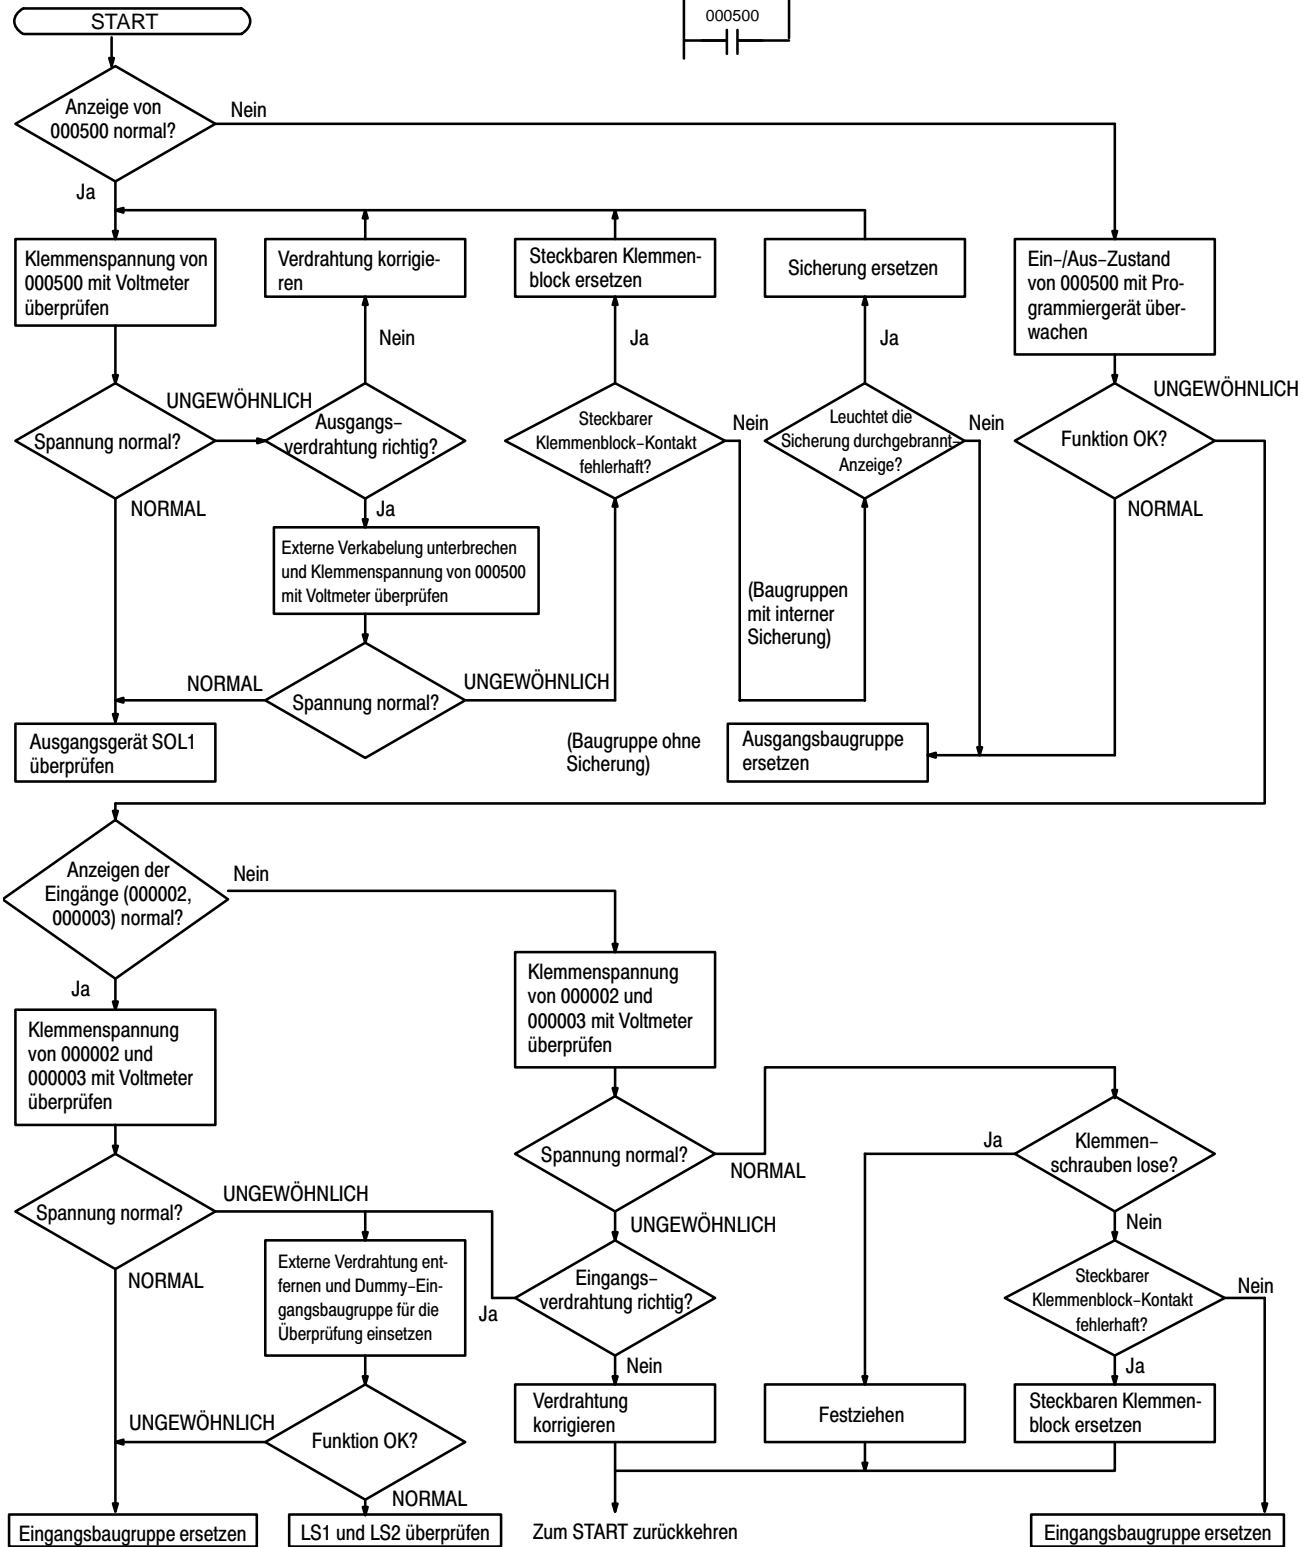 START
000500
Anzeige von
000500 normal?
Nein
Ja
Klemmenspannung von
000500 mit Voltmeter
überprüfen
Verdrahtung korrigie-
ren
Steckbaren Klemmen-
block ersetzen
Sicherung ersetzen
Ein-/Aus-Zustand
von 000500 mit Pro-
grammiergerät über-
wachen
Nein
Ja
Ja
UNGEWÖHNLICH
UNGEWÖHNLICH
Spannung normal?
Ausgangs-
verdrahtung richtig?
Steckbarer
Klemmenblock-Kontakt
fehlerhaft?
Nein
Leuchtet die
Sicherung durchgebrannt-
Anzeige?
Nein
Funktion OK?
NORMAL
Ja
NORMAL
Externe Verkabelung unterbrechen
und Klemmenspannung von 000500
mit Voltmeter überprüfen
(Baugruppen
mit interner
Sicherung)
NORMAL
Spannung normal?
UNGEWÖHNLICH
Ausgangsgerät SOL1
überprüfen
(Baugruppe ohne
Sicherung)
Ausgangsbaugruppe
ersetzen
Anzeigen der
Eingänge (000002,
000003) normal?
Nein
Ja
Klemmenspannung
von 000002 und
000003 mit Voltmeter
überprüfen
Klemmenspannung
von 000002 und
000003 mit Voltmeter
überprüfen
Spannung normal?
NORMAL
Ja
Klemmen-
schrauben lose?
Spannung normal?
UNGEWÖHNLICH
UNGEWÖHNLICH
Nein
NORMAL
Externe Verdrahtung ent-
fernen und Dummy-Ein-
gangsbaugruppe für die
Überprüfung einsetzen
Ja
Eingangs-
verdrahtung richtig?
Steckbarer
Klemmenblock-Kontakt
fehlerhaft?
Nein
Nein
Ja
Verdrahtung
korrigieren
Festziehen
Steckbaren Klemmen-
block ersetzen
UNGEWÖHNLICH
Funktion OK?
NORMAL
Eingangsbaugruppe ersetzen
LS1 und LS2 überprüfen
Zum START zurückkehren
Eingangsbaugruppe ersetzen